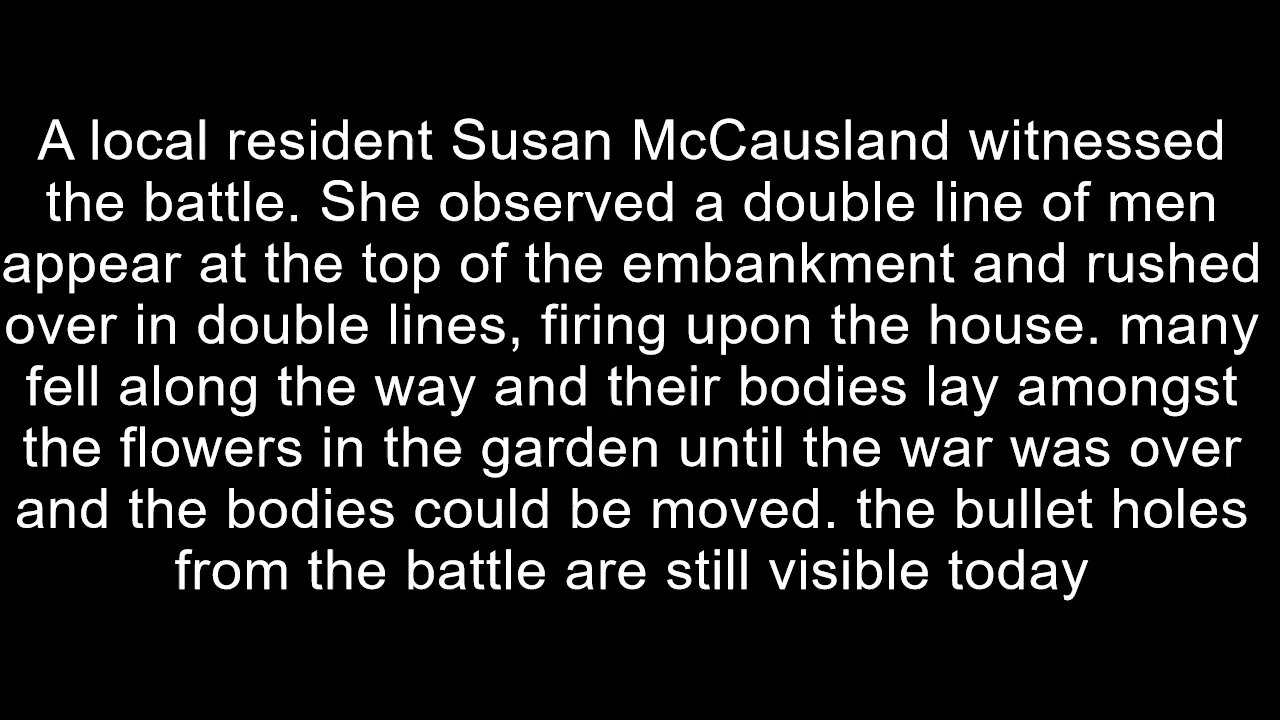 A local resident Susan McCausland witnessed
the battle. She observed a double line of men
appear at the top of the embankment and rushed
over in double lines, firing upon the house. many
fell along the way and their bodies lay amongst
the flowers in the garden until the war was over
and the bodies could be moved. the bullet holes
from the battle are still visible today